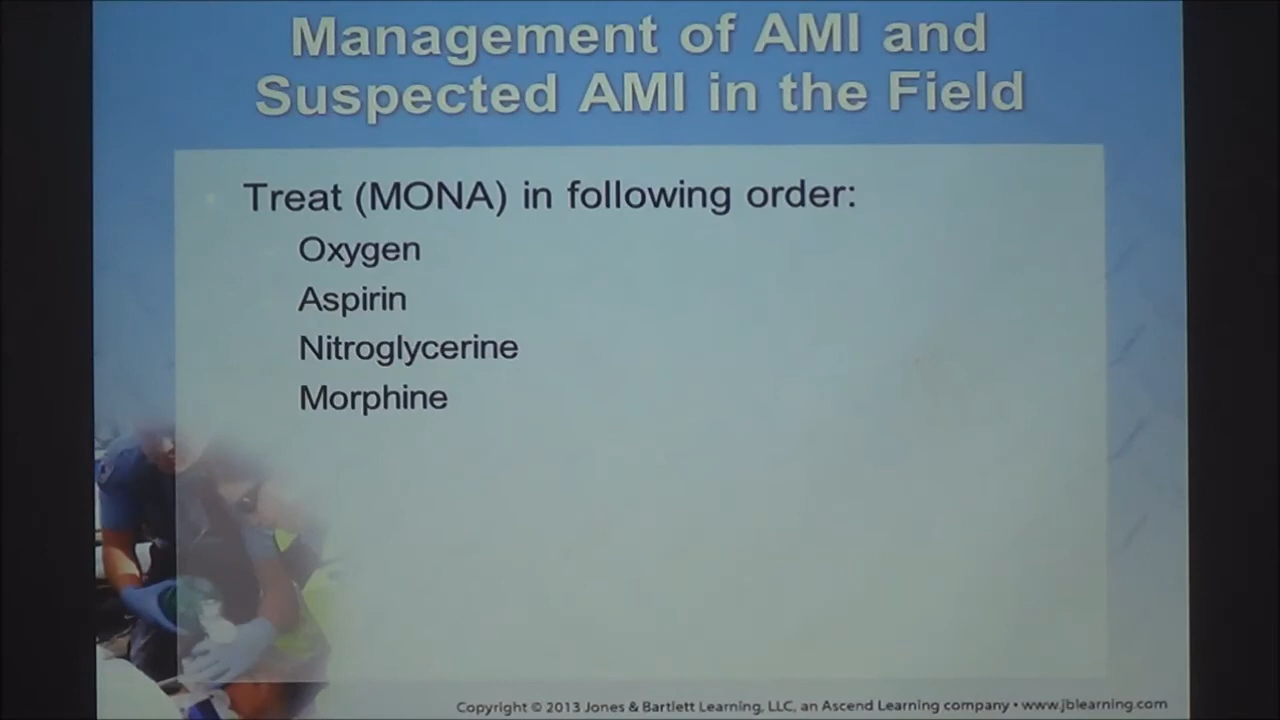 Management of AMI and
Suspected AMI in the Field
Treat (MONA) in following order:
Oxygen
Aspirin
Nitroglycerine
Morphine
Copyright © 2013 Jones & Bartlett Learning, LLC, an Ascend Learning company • www.jblearning.com